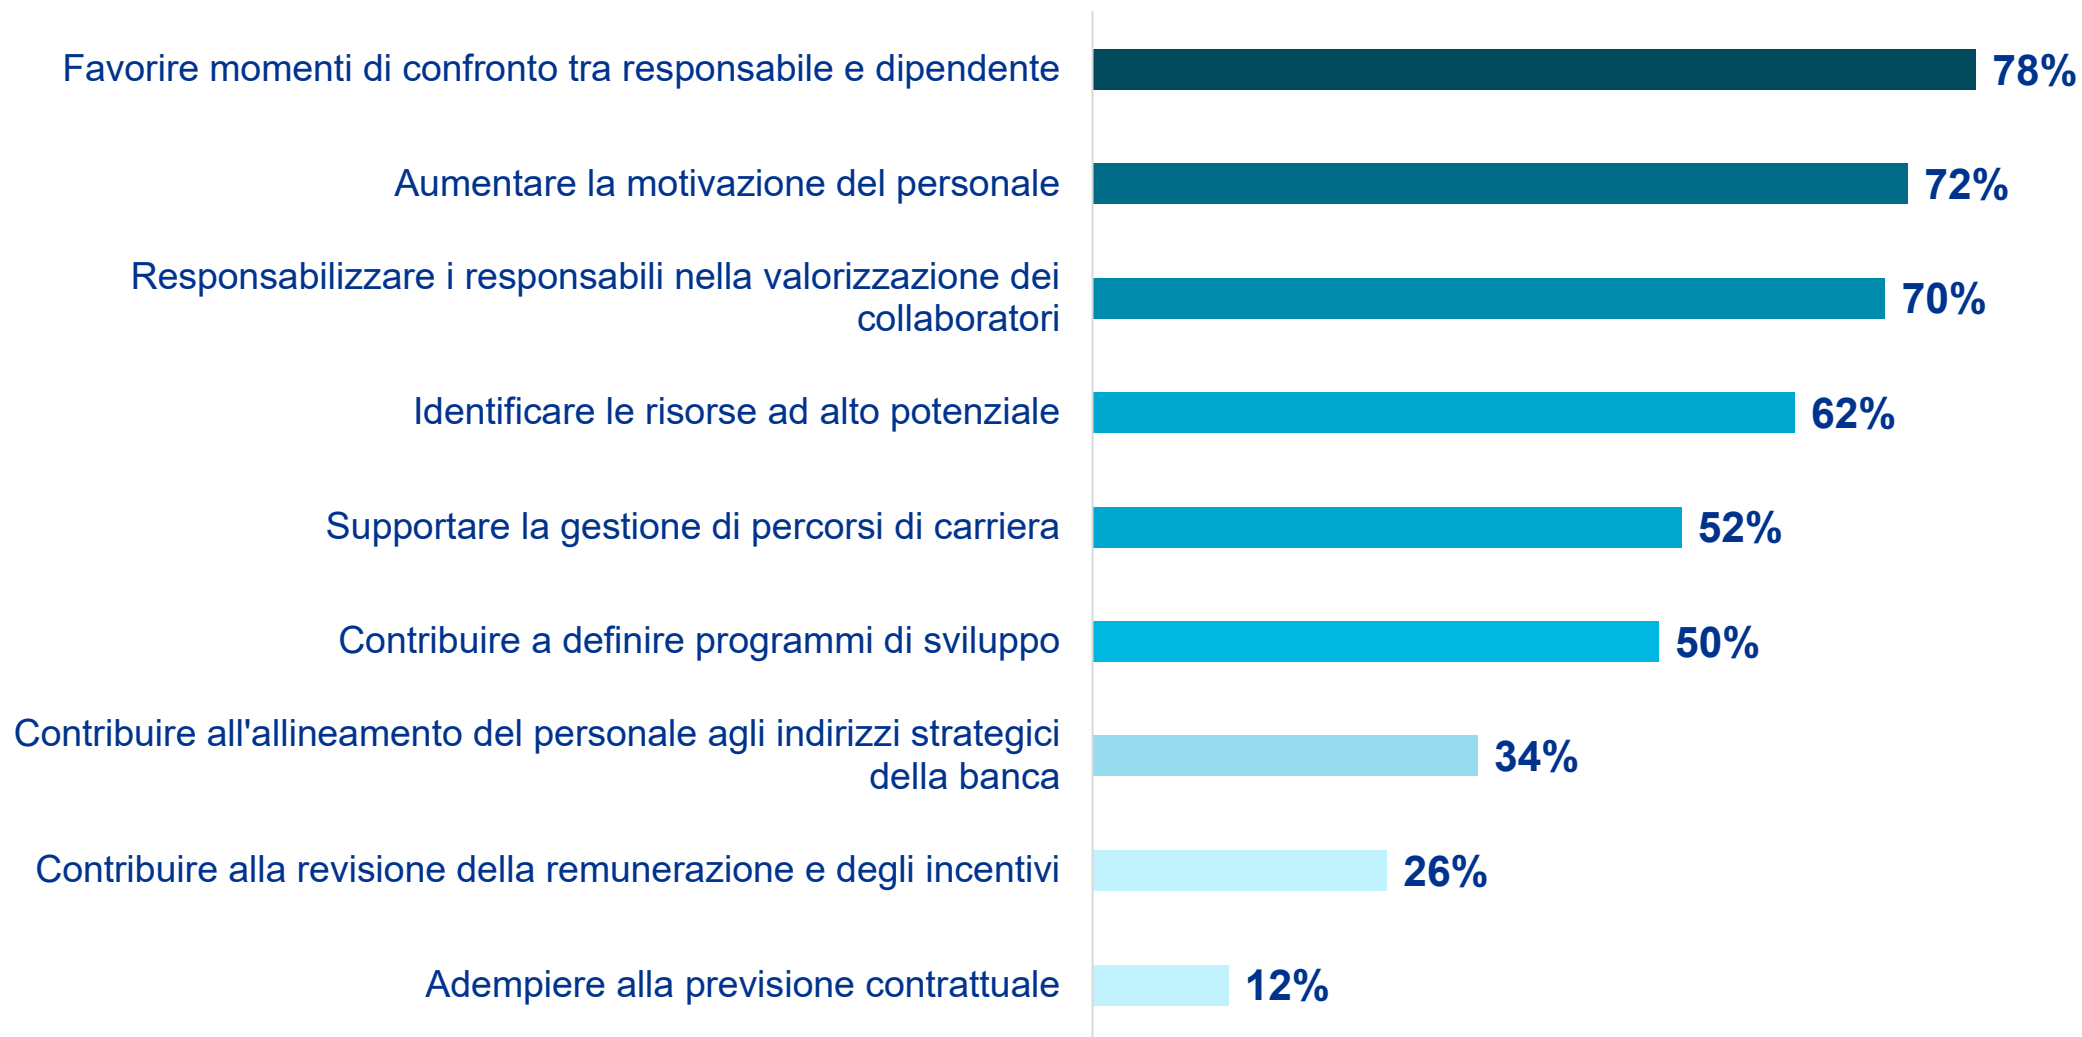 Favorire momenti di confronto tra responsabile e dipendente 78%
Aumentare la motivazione del personale 72%
Responsabilizzare i responsabili nella valorizzazione dei
collaboratori 70%
Identificare le risorse ad alto potenziale 62%
Supportare la gestione di percorsi di carriera 52%
Contribuire a definire programmi di sviluppo 50%
Contribuire all'allineamento del personale agli indirizzi strategici
della banca 34%
Contribuire alla revisione della remunerazione e degli incentivi 26%
Adempiere alla previsione contrattuale 12%